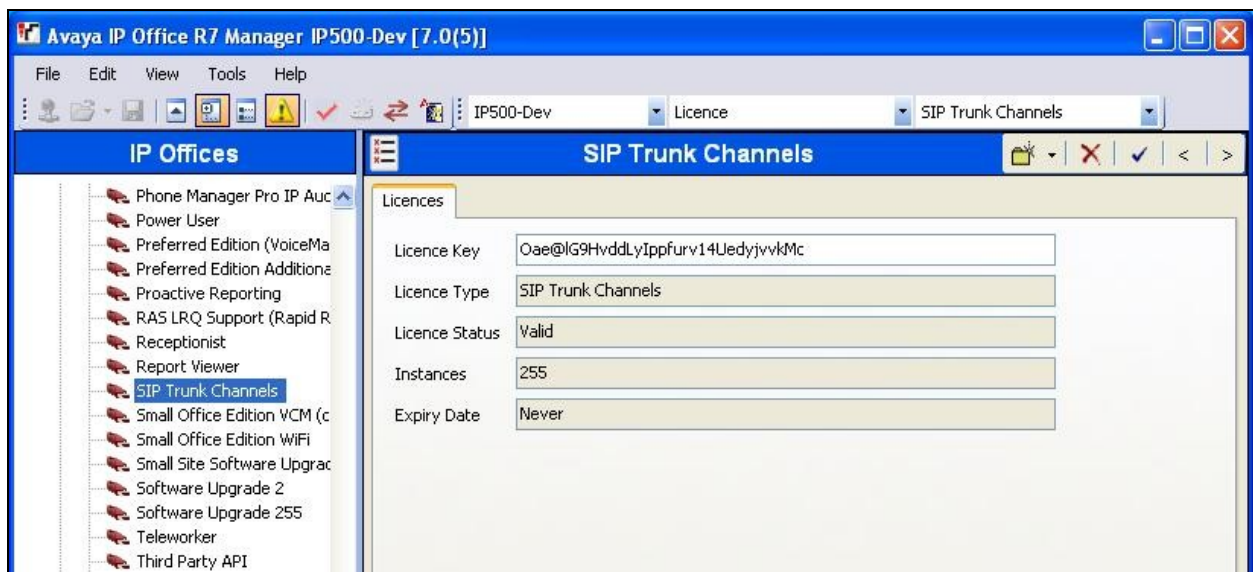 Avaya IP Office R7 Manager IP500-Dev [7.0(5)]
File Edit View Tools Help
IP500-Dev Licence SIP Trunk Channels
IP Offices
Phone Manager Pro IP Auc
Power User
Preferred Edition (VoiceMa
Preferred Edition Additiona
Proactive Reporting
RAS LRQ Support (Rapid R
Receptionist
Report Viewer
SIP Trunk Channels
Small Office Edition VCM (c
Small Office Edition WiFi
Small Site Software Upgrad
Software Upgrade 2
Software Upgrade 255
Teleworker
Third Party API
SIP Trunk Channels
Licences
Licence Key Oae@lG9HvddLyIppfurv14UedyjvvkMc
Licence Type SIP Trunk Channels
Licence Status Valid
Instances 255
Expiry Date Never